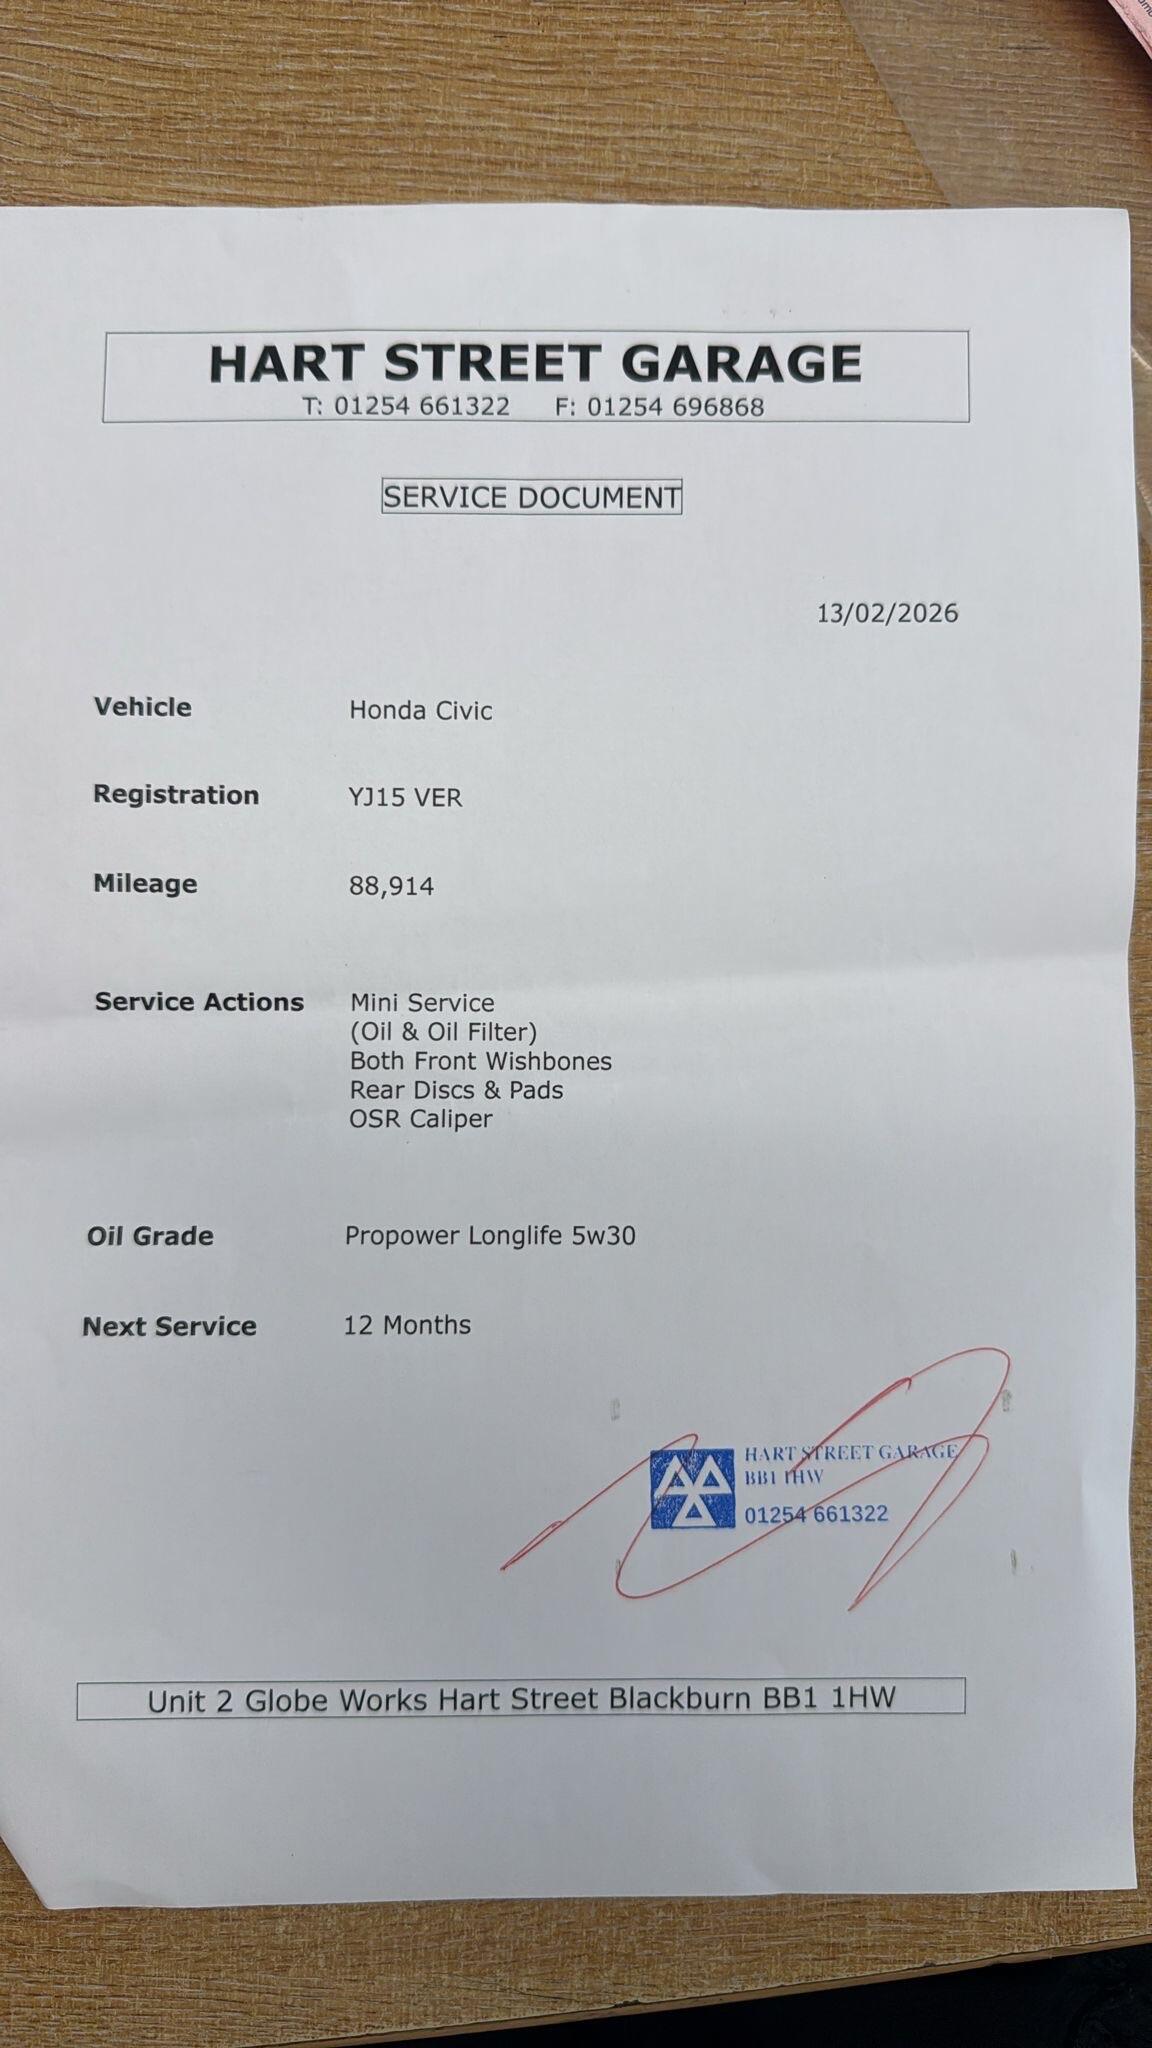 HART STREET GARAGE
T: 01254 661322 F: 01254 696868
SERVICE DOCUMENT
13/02/2026
Vehicle Honda Civic
Registration YJ15 VER
Mileage 88,914
Service Actions Mini Service
(Oil & Oil Filter)
Both Front Wishbones
Rear Discs & Pads
OSR Caliper
Oil Grade Propower Longlife 5w30
Next Service 12 Months
HART STREET GARAGE
BB1 1HW
01254 661322
Unit 2 Globe Works Hart Street Blackburn BB1 1HW